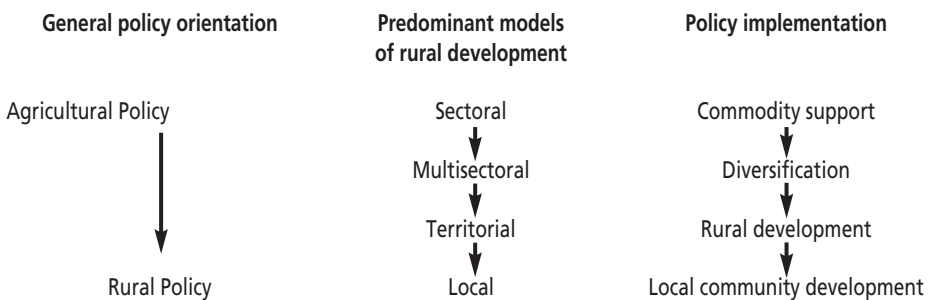 General policy orientation
Predominant models
of rural development
Policy implementation
Agricultural Policy
Sectoral
Commodity support
Multisectoral
Diversification
Territorial
Rural development
Rural Policy
Local
Local community development